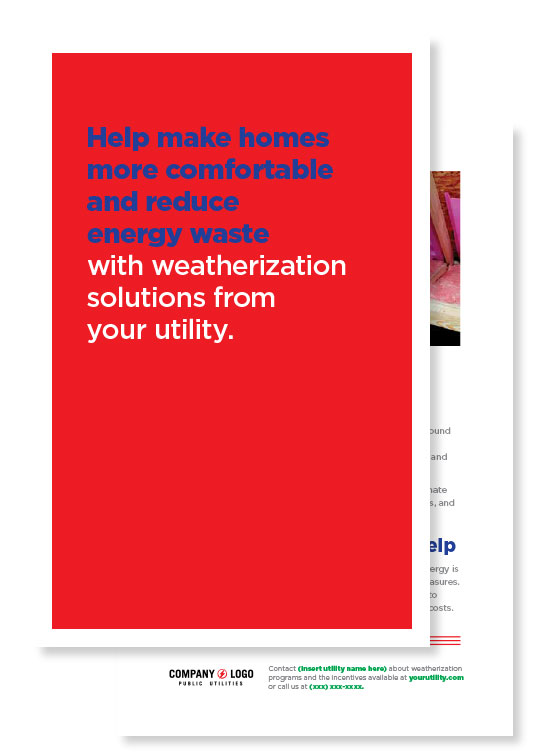 Help make homes
more comfortable
and reduce
energy waste
with weatherization
solutions from
your utility.
and
s, and
elp
ergy is
asures.
to
costs.
COMPANY LOGO
PUBLIC UTILITIES
Contact (insert utility name here) about weatherization
programs and the incentives available at yourutility.com
or call us at (xxx) xxx-xxxx.